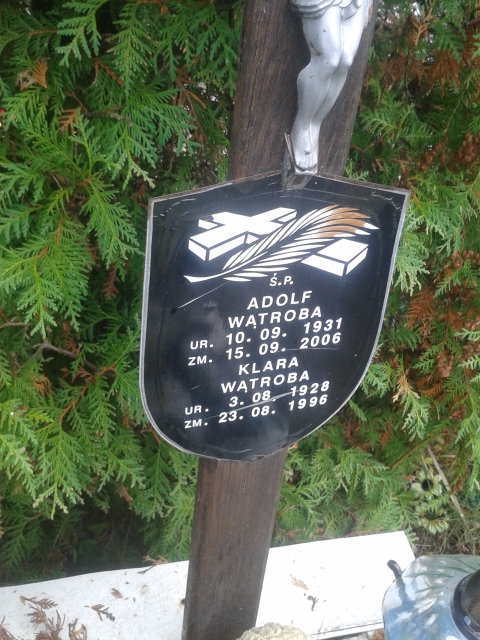 Ś.P.
ADOLF
WĄTROBA
UR. 10. 09. 1931
ZM. 15. 09. 2006
KLARA
WĄTROBA
UR. 3. 08 1928
ZM. 23. 08. 1996